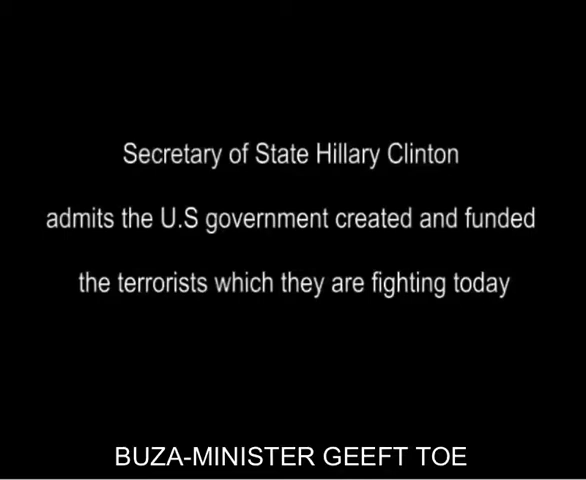 Secretary of State Hillary Clinton
admits the U.S government created and funded
the terrorists which they are fighting today
BUZA-MINISTER GEEFT TOE